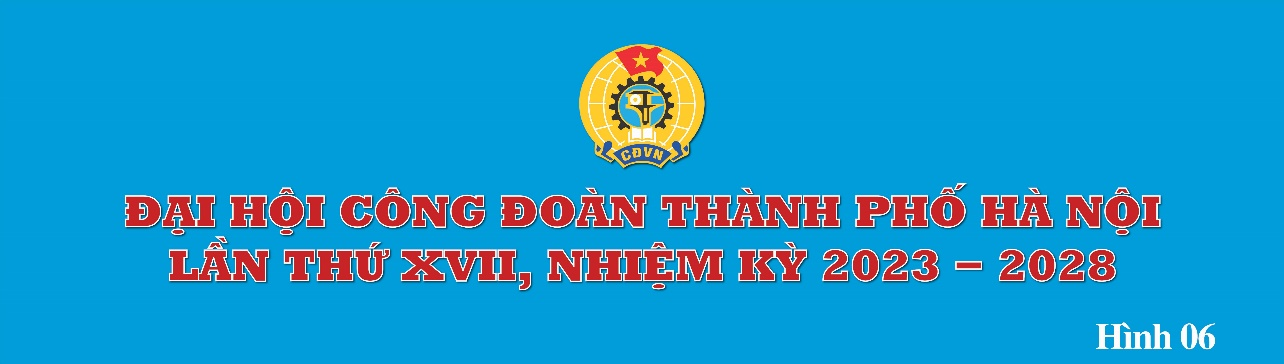 CĐVN
ĐẠI HỘI CÔNG ĐOÀN THÀNH PHỐ HÀ NỘI
LẦN THỨ XVII, NHIỆM KỲ 2023 – 2028
Hình 06